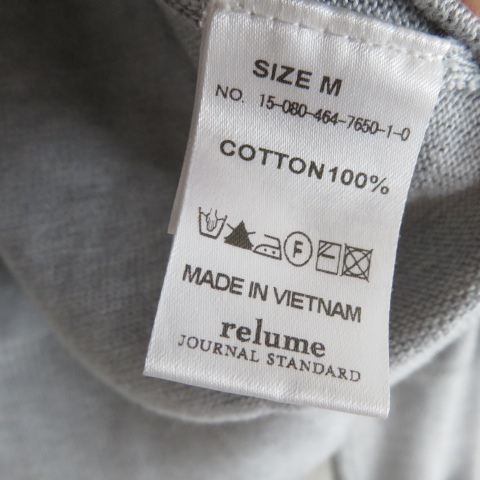 SIZE M
NO. 15-080-464-7650-1-0
COTTON100%
F
MADE IN VIETNAM
relume
JOURNAL STANDARD